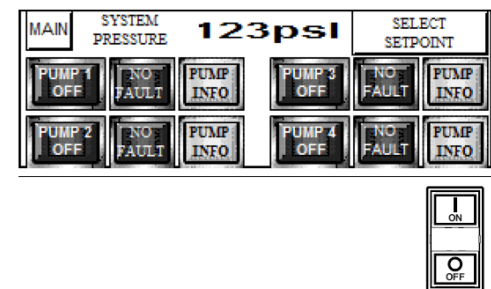 MAIN
SYSTEM
PRESSURE
123psI
SELECT
SETPOINT
PUMP 1
OFF
NO
FAULT
PUMP
INFO
PUMP 3
OFF
NO
FAULT
PUMP
INFO
PUMP 2
OFF
NO
FAULT
PUMP
INFO
PUMP 4
OFF
NO
FAULT
PUMP
INFO
I
ON
O
OFF